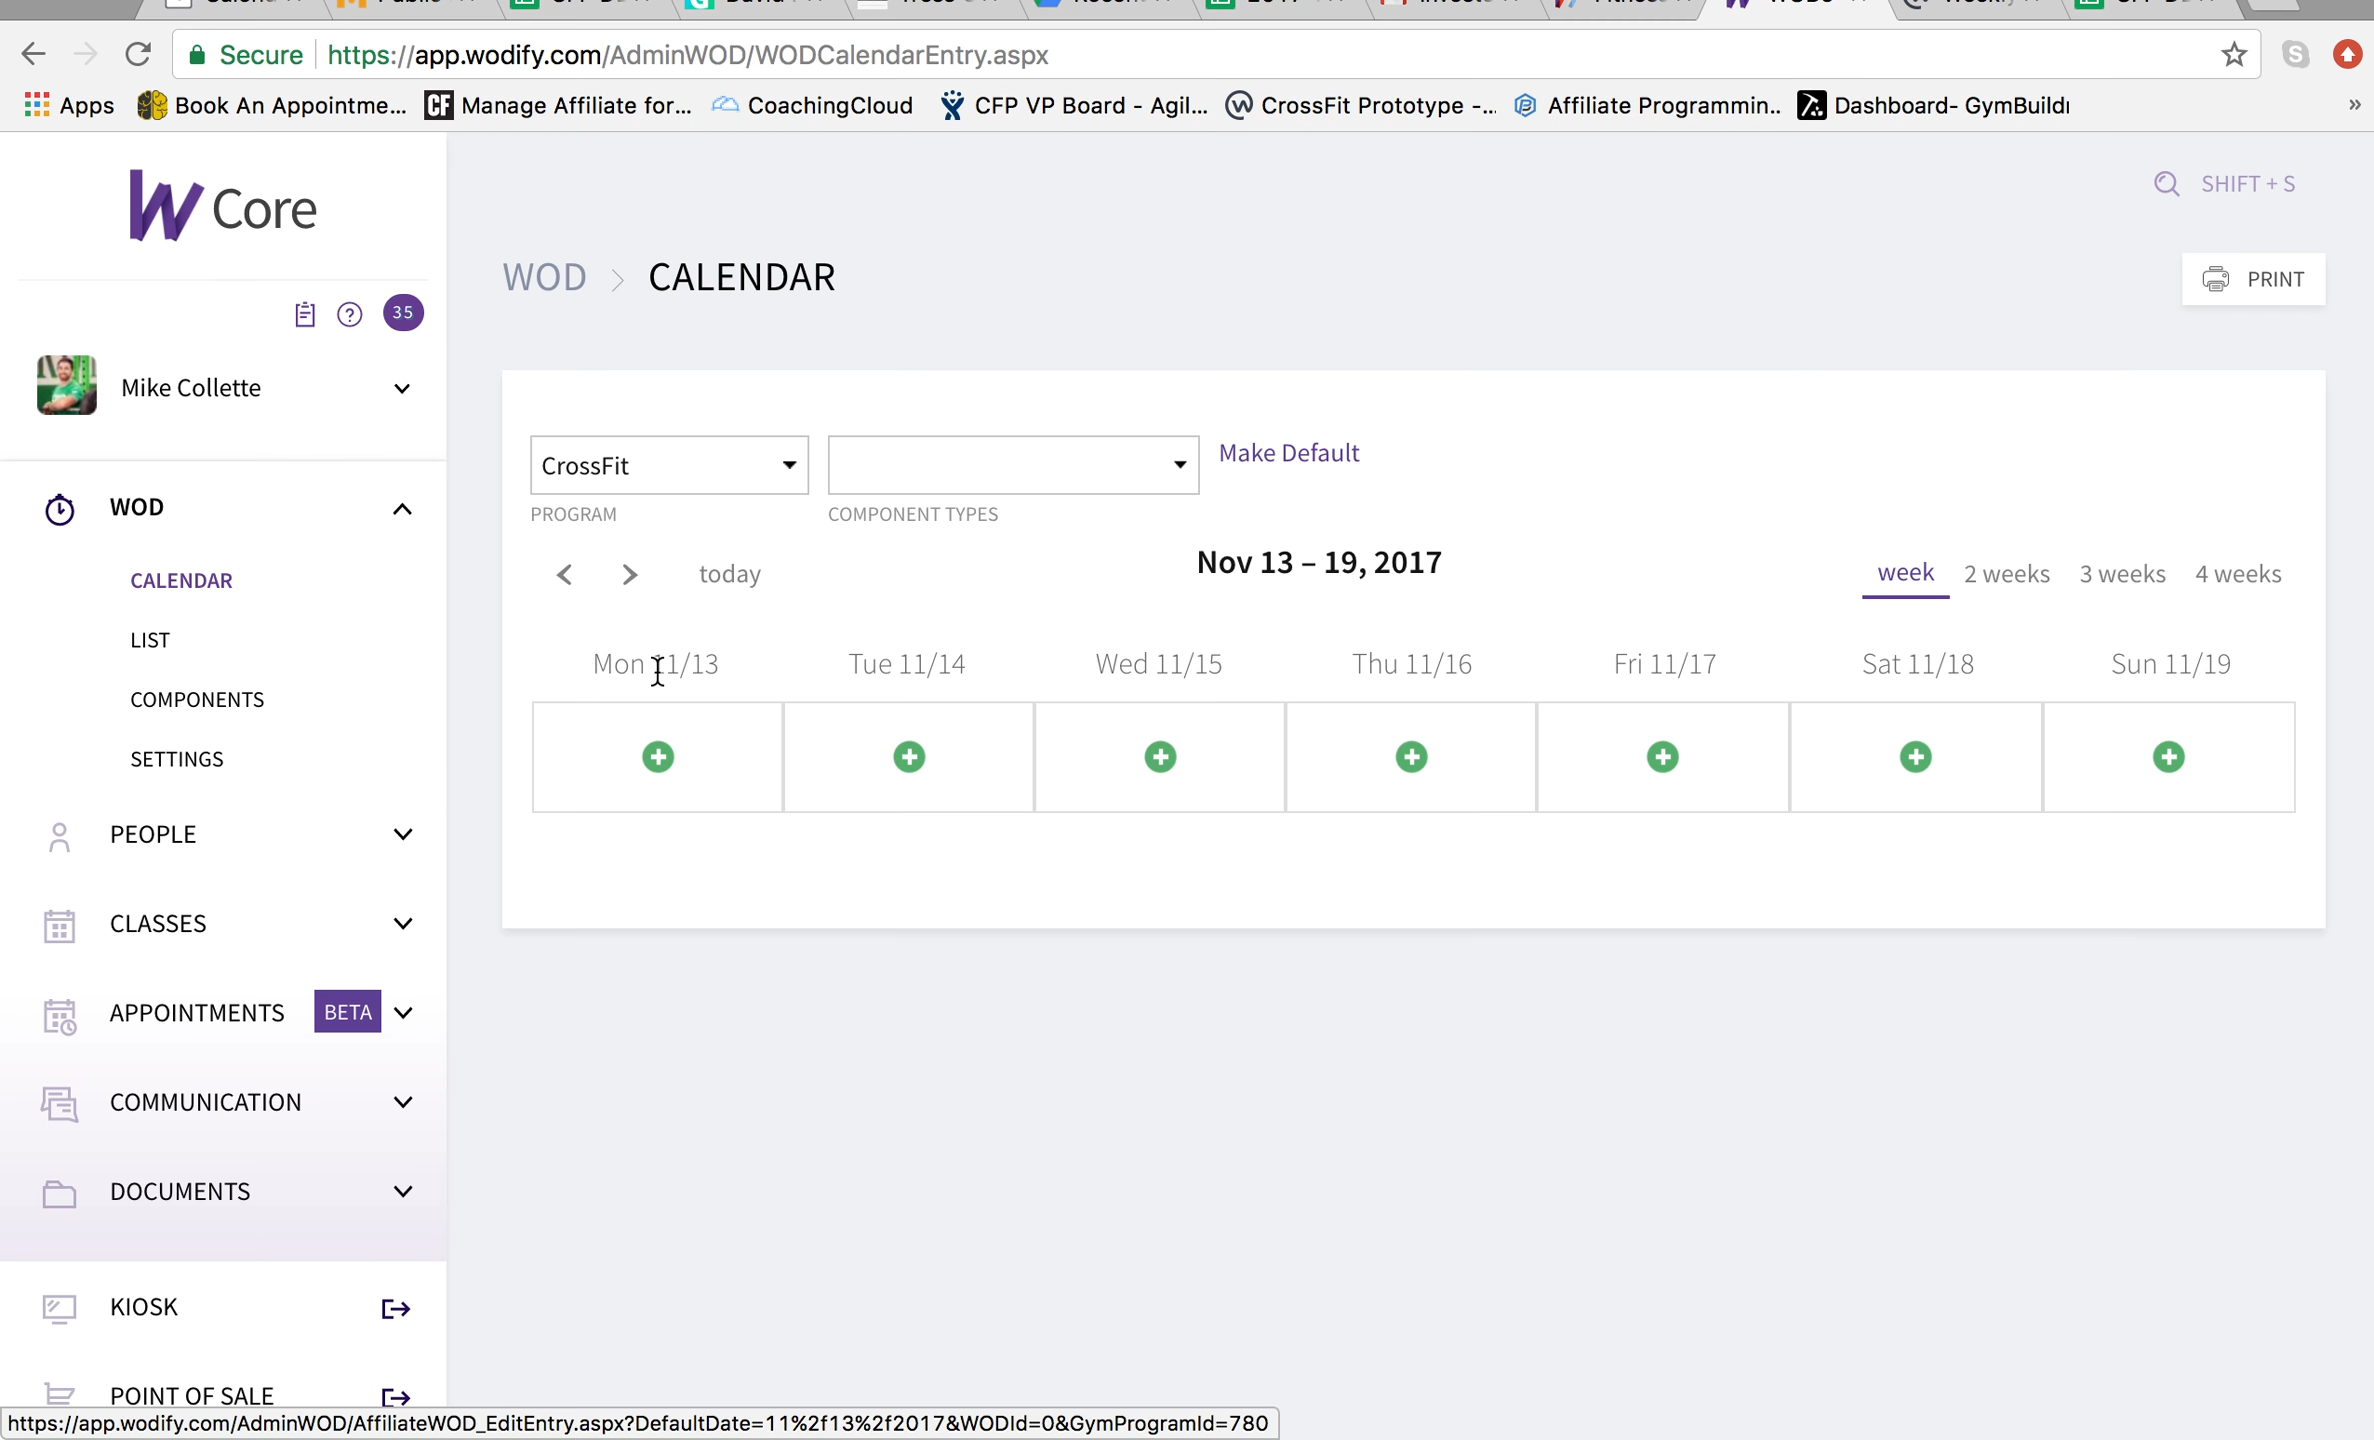 Secure https://app.wodify.com/AdminWOD/WODCalendarEntry.aspx
Apps Book An Appointme... CF Manage Affiliate for... CoachingCloud CFP VP Board - Agil... CrossFit Prototype -... Affiliate Programmin.. Dashboard- GymBuildr »
W Core
SHIFT + S
WOD > CALENDAR
PRINT
35
Mike Collette
CrossFit
Make Default
PROGRAM
COMPONENT TYPES
WOD
CALENDAR
LIST
COMPONENTS
SETTINGS
PEOPLE
CLASSES
APPOINTMENTS BETA
COMMUNICATION
DOCUMENTS
KIOSK
POINT OF SALE
< > today
Nov 13 – 19, 2017
week 2 weeks 3 weeks 4 weeks
Mon 11/13 Tue 11/14 Wed 11/15 Thu 11/16 Fri 11/17 Sat 11/18 Sun 11/19
https://app.wodify.com/AdminWOD/AffiliateWOD_EditEntry.aspx?DefaultDate=11%2f13%2f2017&WODId=0&GymProgramId=780